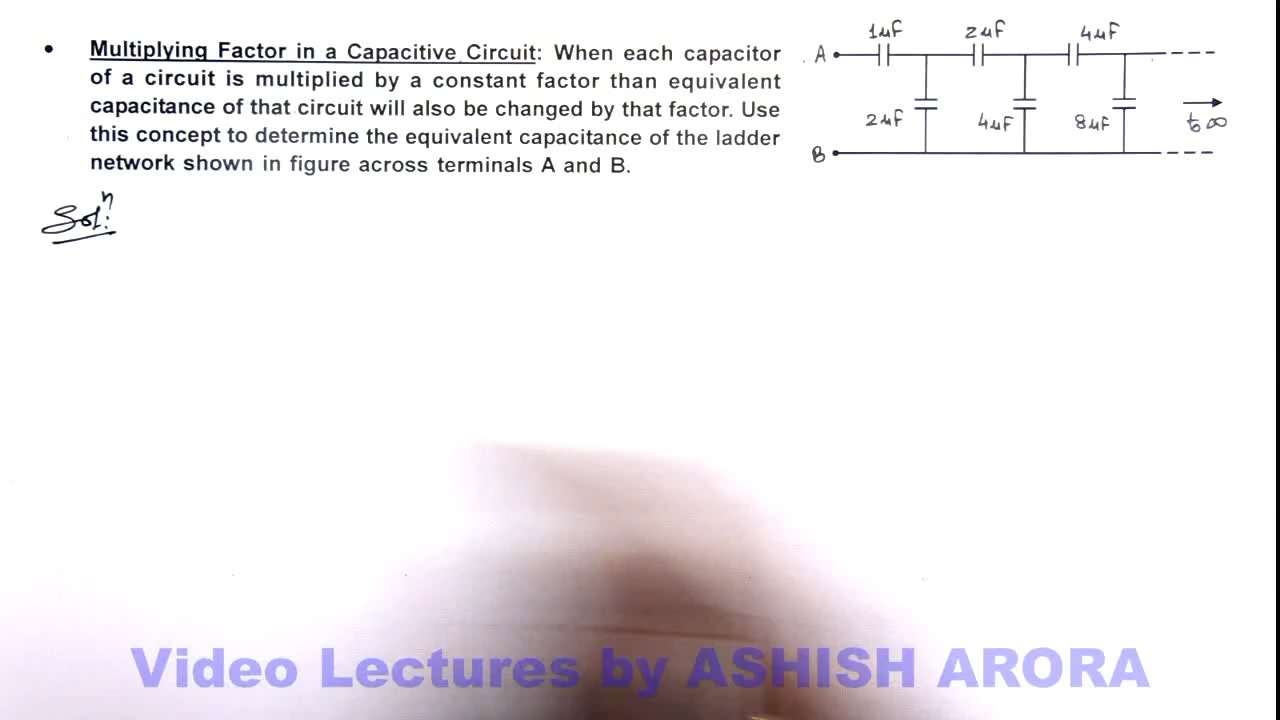 • Multiplying Factor in a Capacitive Circuit: When each capacitor
of a circuit is multiplied by a constant factor than equivalent
capacitance of that circuit will also be changed by that factor. Use
this concept to determine the equivalent capacitance of the ladder
network shown in figure across terminals A and B.
1μF 2μF 4μF
A
2μF 4μF 8μF to ∞
B
Solⁿ:
Video Lectures by ASHISH ARORA